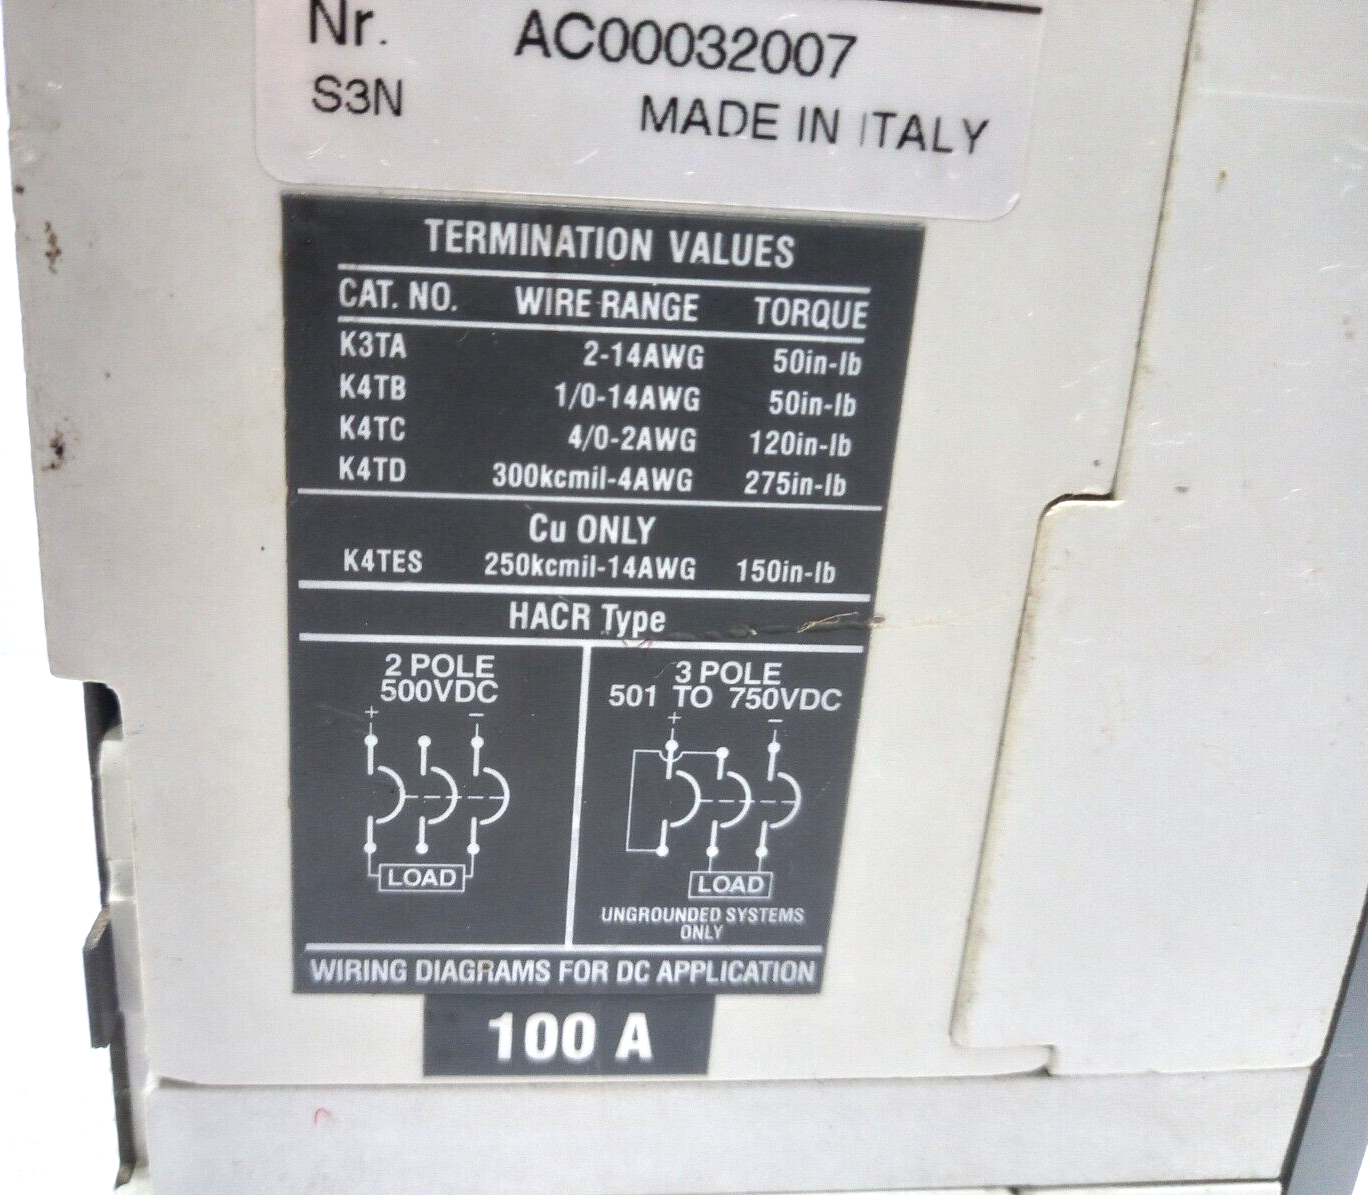 Nr. AC00032007
S3N MADE IN ITALY
TERMINATION VALUES
CAT. NO. WIRE RANGE TORQUE
K3TA 2-14AWG 50in-lb
K4TB 1/0-14AWG 50in-lb
K4TC 4/0-2AWG 120in-lb
K4TD 300kcmil-4AWG 275in-lb
Cu ONLY
K4TES 250kcmil-14AWG 150in-lb
HACR Type
2 POLE
500VDC
+ −
LOAD
3 POLE
501 TO 750VDC
+ −
LOAD
UNGROUNDED SYSTEMS
ONLY
WIRING DIAGRAMS FOR DC APPLICATION
100 A